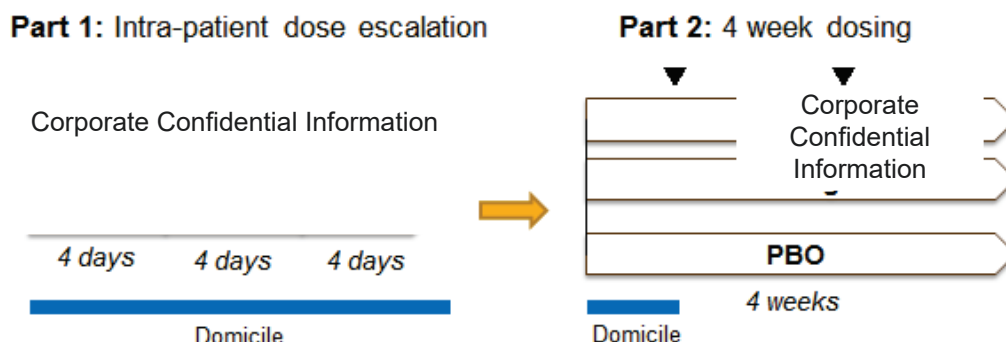 Part 1: Intra-patient dose escalation
Part 2: 4 week dosing
Corporate Confidential Information
Corporate
Confidential
Information
4 days 4 days 4 days
PBO
4 weeks
Domicile
Domicile